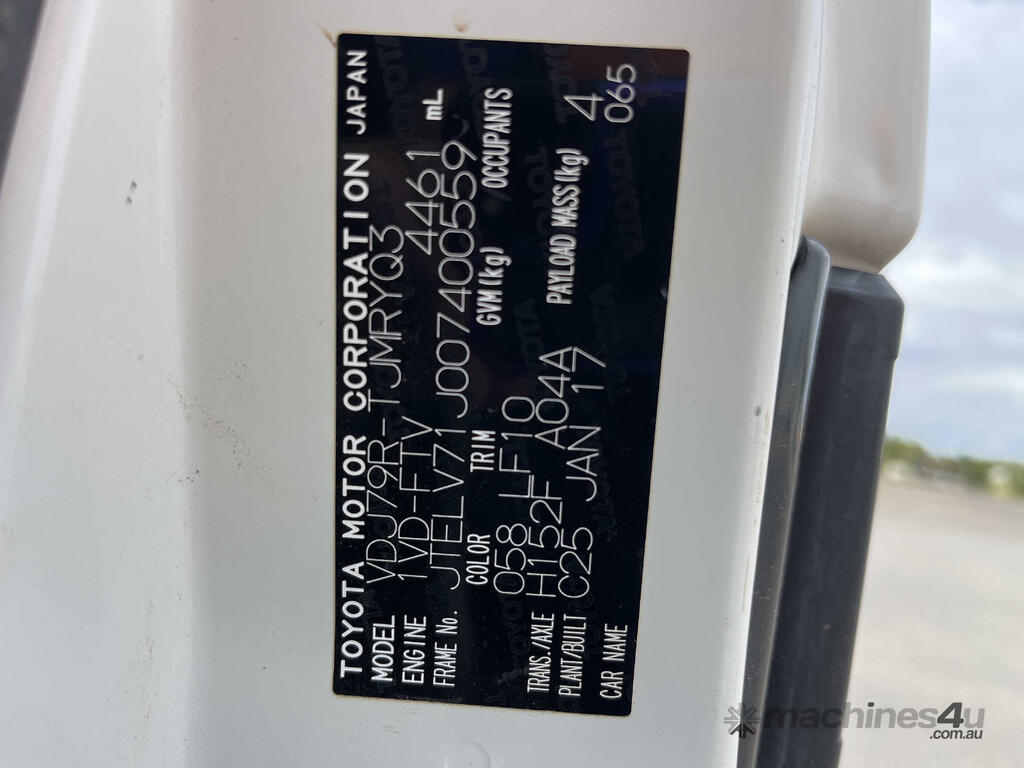 TOYOTA MOTOR CORPORATION JAPAN
MODEL VDJ79R-TJMRYQ3
ENGINE 1VD-FTV 4461 mL
FRAME No. JTELV71J007400559
COLOR TRIM GVM(kg) /OCCUPANTS
058 LF10
TRANS./AXLE H152F A04A PAYLOAD MASS(kg) 4
PLANT/BUILT C25 JAN 17 065
CAR NAME
machines4u
.com.au